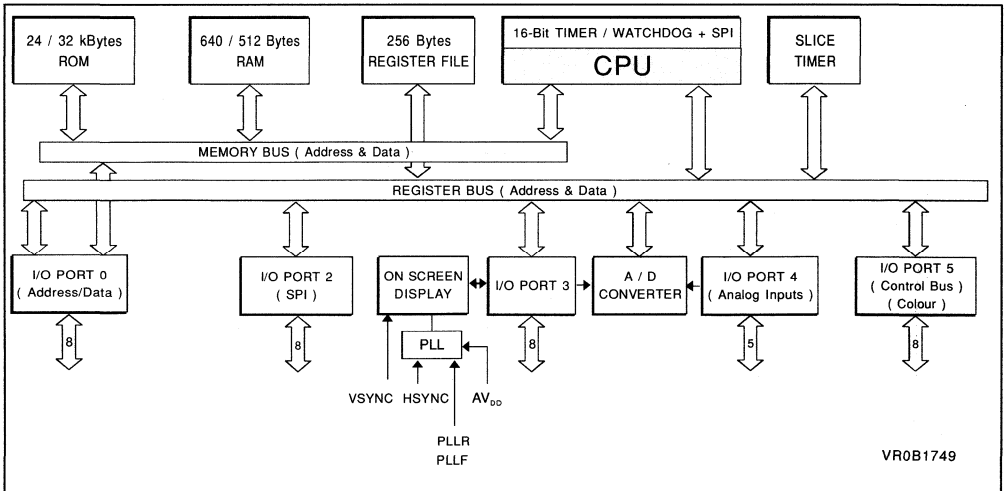 24 / 32 kBytes
ROM
640 / 512 Bytes
RAM
256 Bytes
REGISTER FILE
16-Bit TIMER / WATCHDOG + SPI
CPU
SLICE
TIMER
MEMORY BUS ( Address & Data )
REGISTER BUS ( Address & Data )
I/O PORT 0
( Address/Data )
I/O PORT 2
( SPI )
ON SCREEN
DISPLAY
I/O PORT 3
A / D
CONVERTER
I/O PORT 4
( Analog Inputs )
I/O PORT 5
( Control Bus )
( Colour )
PLL
8
8
8
5
8
VSYNC
HSYNC
AVDD
PLLR
PLLF
VR0B1749